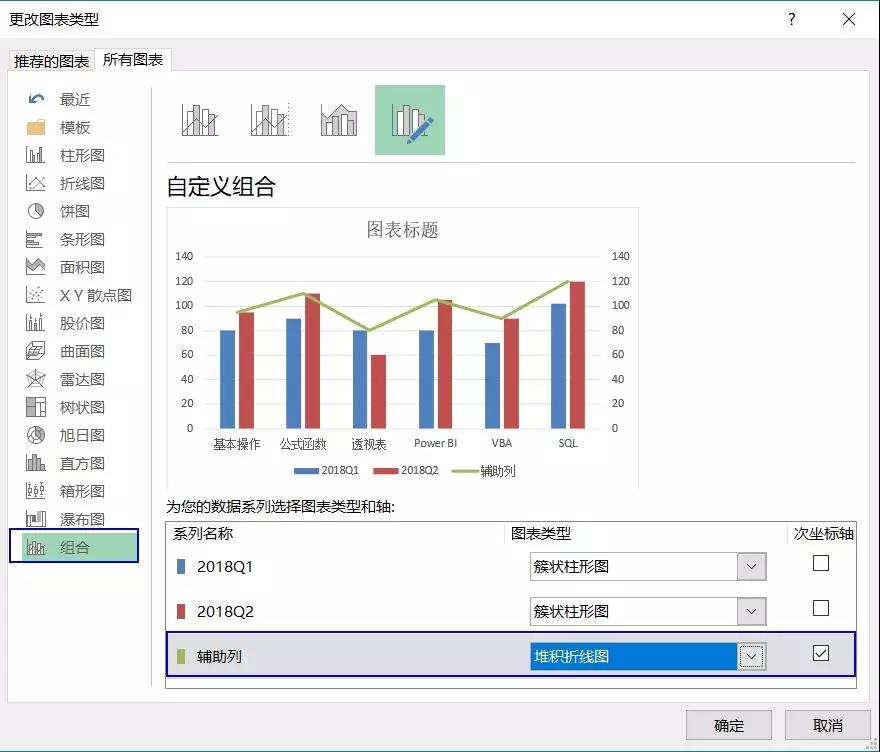 更改图表类型
?
推荐的图表 所有图表
最近
模板
柱形图
折线图
饼图
条形图
面积图
X Y 散点图
股价图
曲面图
雷达图
树状图
旭日图
直方图
箱形图
瀑布图
组合
自定义组合
图表标题
140 140
120 120
100 100
80 80
60 60
40 40
20 20
0 0
基本操作 公式函数 透视表 Power BI VBA SQL
2018Q1 2018Q2 辅助列
为您的数据系列选择图表类型和轴:
系列名称 图表类型 次坐标轴
2018Q1 簇状柱形图
2018Q2 簇状柱形图
辅助列 堆积折线图
确定 取消